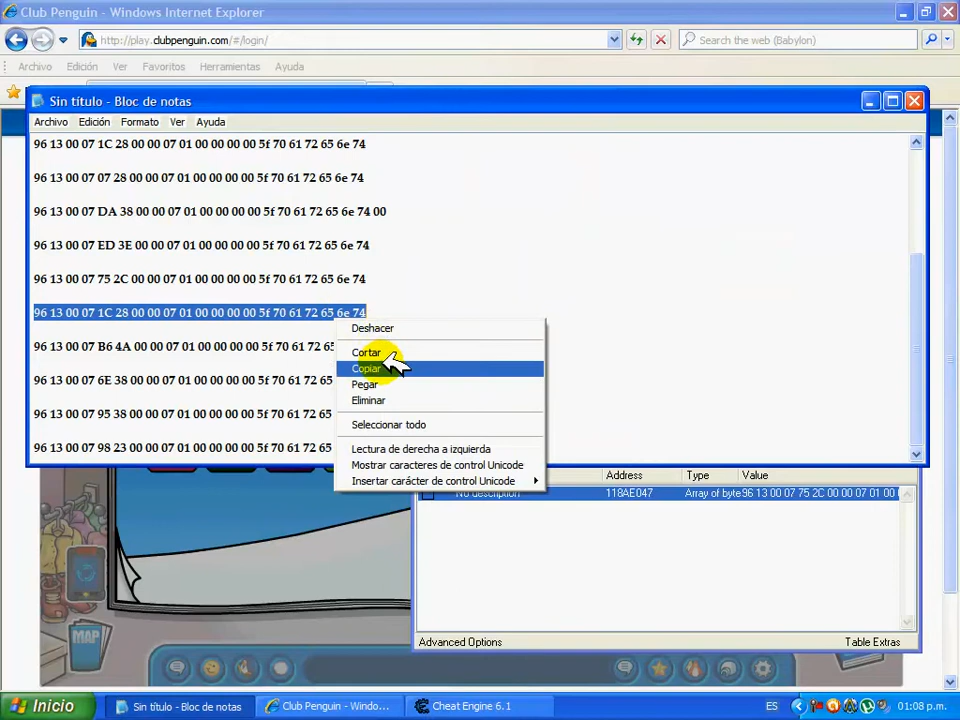 Club Penguin - Windows Internet Explorer
http://play.clubpenguin.com/#/login/
Search the web (Babylon)
Archivo Edición Ver Favoritos Herramientas Ayuda
Sin título - Bloc de notas
Archivo Edición Formato Ver Ayuda
96 13 00 07 1C 28 00 00 07 01 00 00 00 00 5f 70 61 72 65 6e 74
96 13 00 07 07 28 00 00 07 01 00 00 00 00 5f 70 61 72 65 6e 74
96 13 00 07 DA 38 00 00 07 01 00 00 00 00 5f 70 61 72 65 6e 74 00
96 13 00 07 ED 3E 00 00 07 01 00 00 00 00 5f 70 61 72 65 6e 74
96 13 00 07 75 2C 00 00 07 01 00 00 00 00 5f 70 61 72 65 6e 74
96 13 00 07 1C 28 00 00 07 01 00 00 00 00 5f 70 61 72 65 6e 74
96 13 00 07 B6 4A 00 00 07 01 00 00 00 00 5f 70 61 72 65
96 13 00 07 6E 38 00 00 07 01 00 00 00 00 5f 70 61 72 65
96 13 00 07 95 38 00 00 07 01 00 00 00 00 5f 70 61 72 65
96 13 00 07 98 23 00 00 07 01 00 00 00 00 5f 70 61 72 65
Deshacer
Cortar
Copiar
Pegar
Eliminar
Seleccionar todo
Lectura de derecha a izquierda
Mostrar caracteres de control Unicode
Insertar carácter de control Unicode
Address Type Value
No description 118AE047 Array of byte 96 13 00 07 75 2C 00 00 07 01 00
Advanced Options Table Extras
MAP
Inicio Sin título - Bloc de notas Club Penguin - Windo... Cheat Engine 6.1 ES 01:08 p.m.